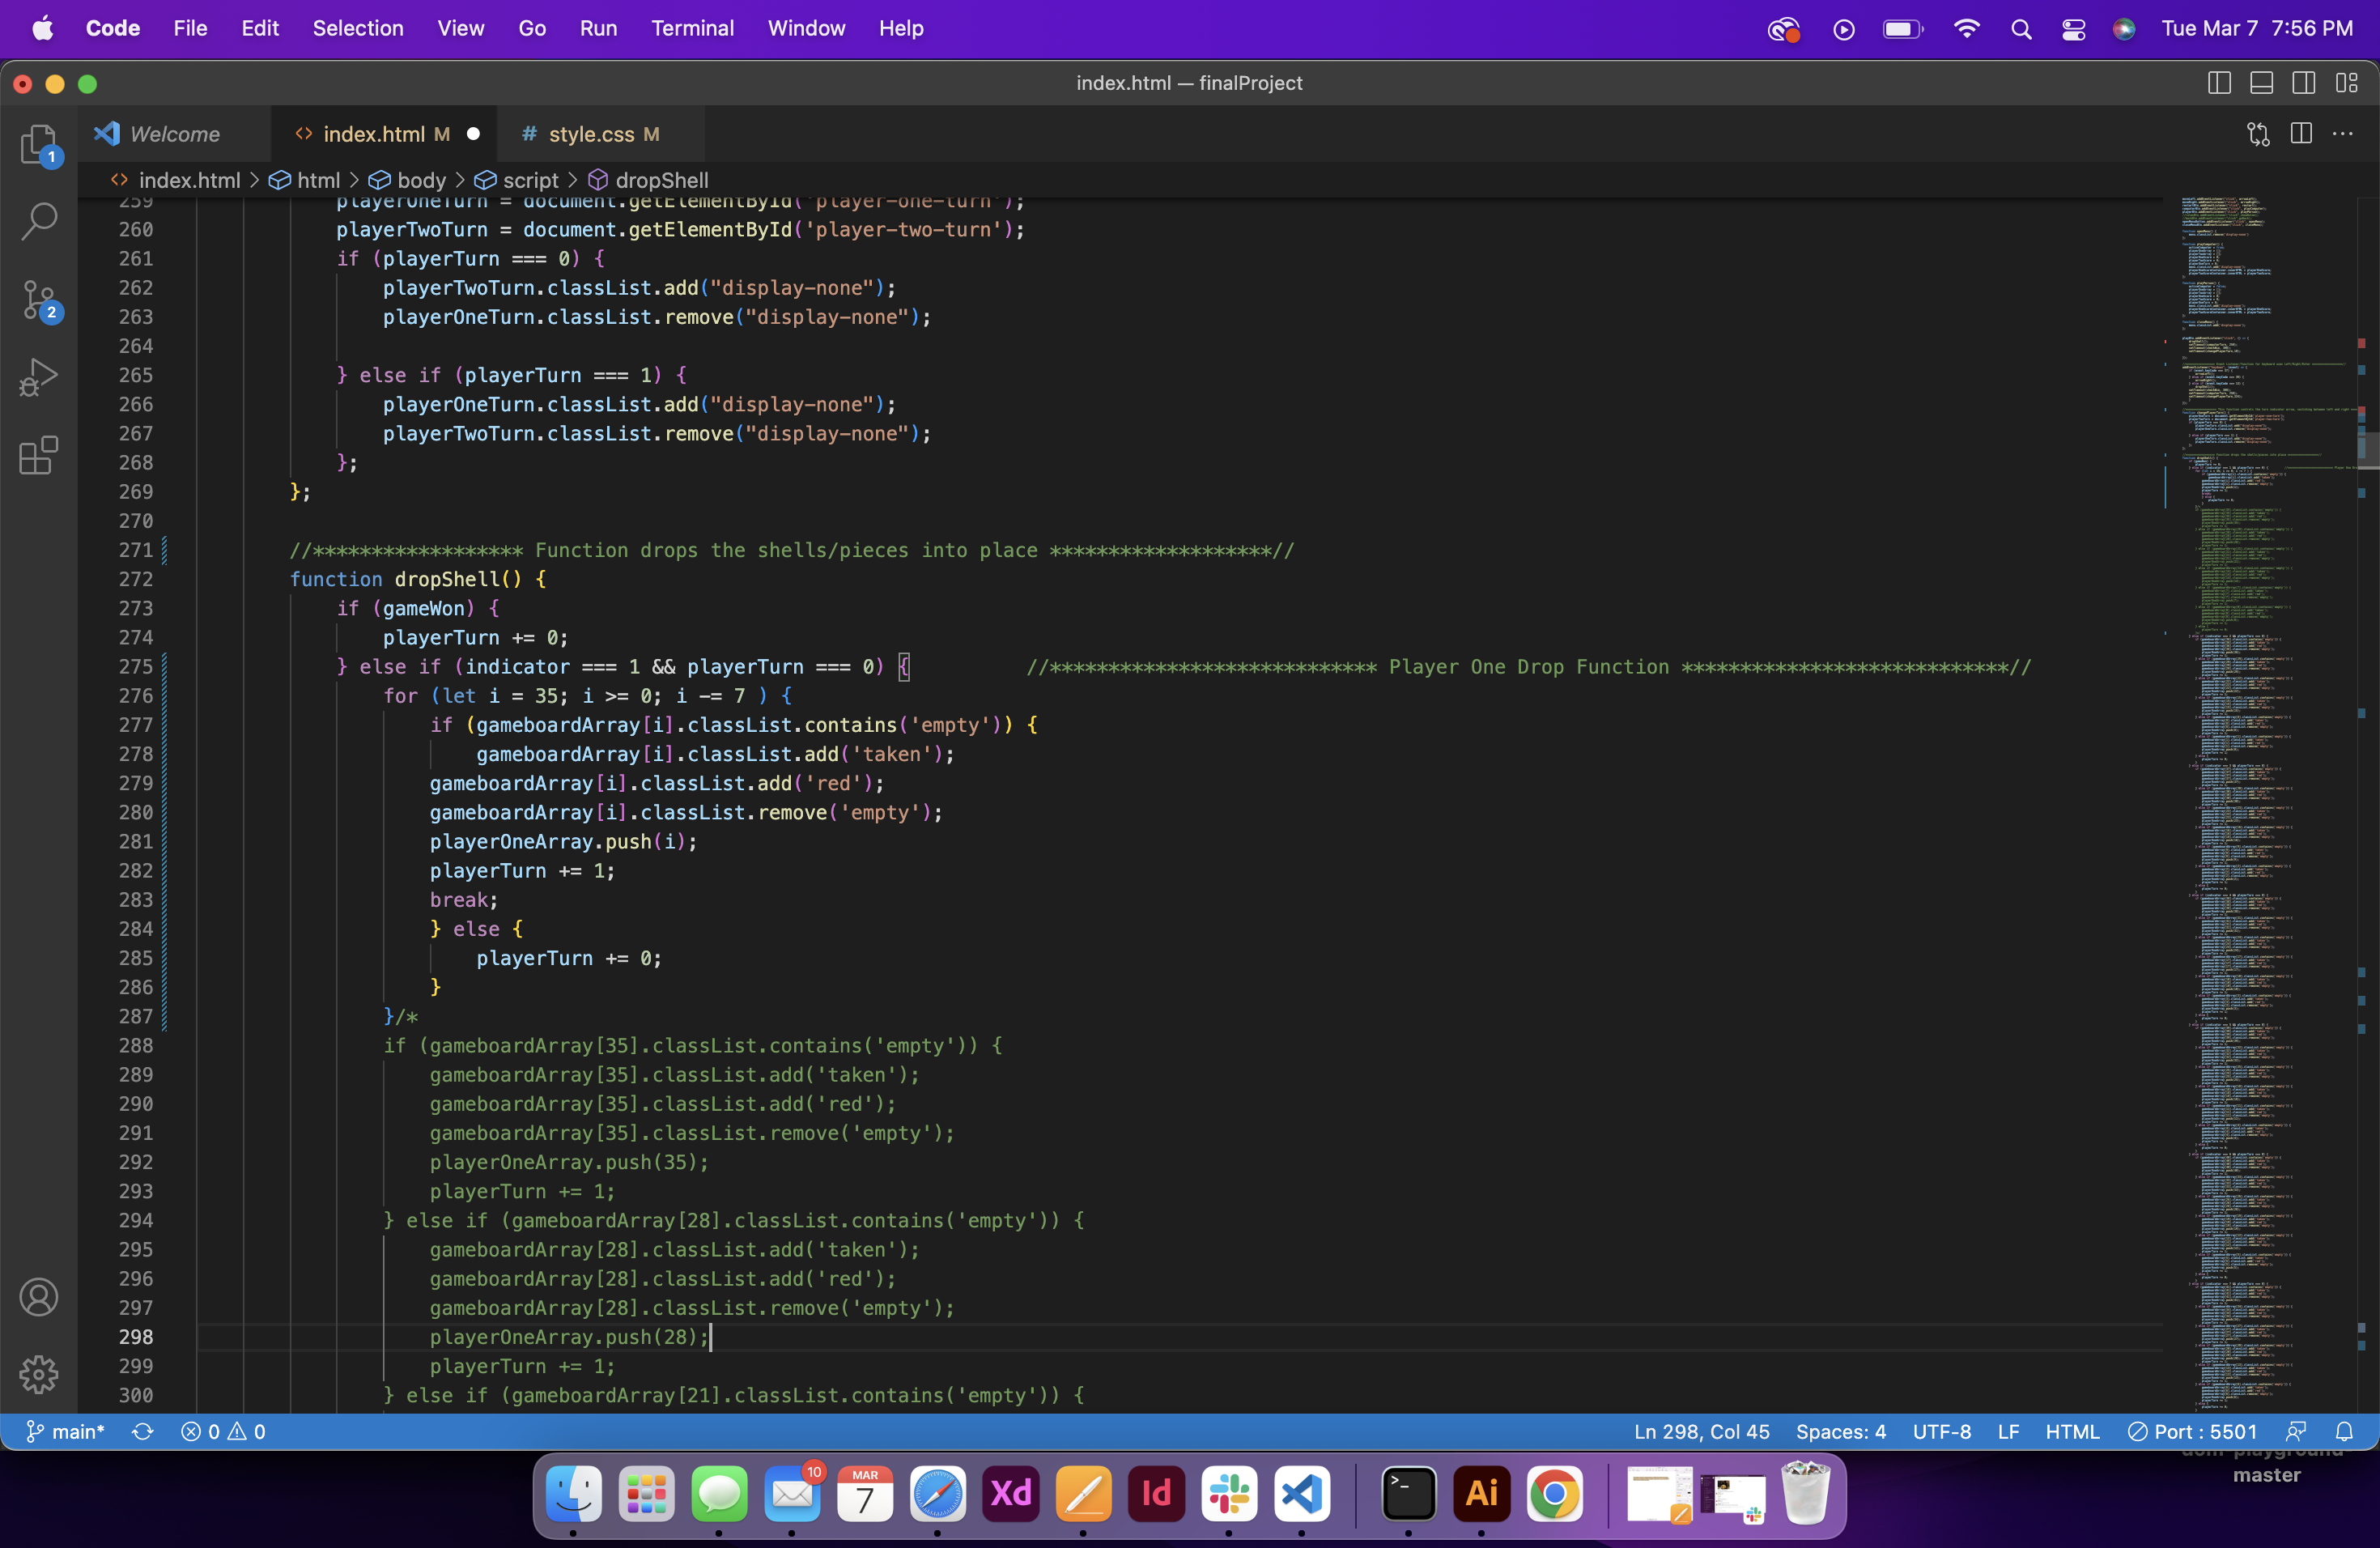 Code File Edit Selection View Go Run Terminal Window Help Tue Mar 7 7:56 PM
index.html — finalProject
1
Welcome <> index.html M # style.css M
<> index.html > html > body > script > dropShell
259 playerOneTurn = document.getElementById('player-one-turn');
260 playerTwoTurn = document.getElementById('player-two-turn');
261 if (playerTurn === 0) {
262 playerTwoTurn.classList.add("display-none");
263 playerOneTurn.classList.remove("display-none");
264
265 } else if (playerTurn === 1) {
266 playerOneTurn.classList.add("display-none");
267 playerTwoTurn.classList.remove("display-none");
268 };
269 };
270
271 //****************** Function drops the shells/pieces into place *******************//
272 function dropShell() {
273 if (gameWon) {
274 playerTurn += 0;
275 } else if (indicator === 1 && playerTurn === 0) { //**************************** Player One Drop Function ****************************//
276 for (let i = 35; i >= 0; i -= 7 ) {
277 if (gameboardArray[i].classList.contains('empty')) {
278 gameboardArray[i].classList.add('taken');
279 gameboardArray[i].classList.add('red');
280 gameboardArray[i].classList.remove('empty');
281 playerOneArray.push(i);
282 playerTurn += 1;
283 break;
284 } else {
285 playerTurn += 0;
286 }
287 }/*
288 if (gameboardArray[35].classList.contains('empty')) {
289 gameboardArray[35].classList.add('taken');
290 gameboardArray[35].classList.add('red');
291 gameboardArray[35].classList.remove('empty');
292 playerOneArray.push(35);
293 playerTurn += 1;
294 } else if (gameboardArray[28].classList.contains('empty')) {
295 gameboardArray[28].classList.add('taken');
296 gameboardArray[28].classList.add('red');
297 gameboardArray[28].classList.remove('empty');
298 playerOneArray.push(28);
299 playerTurn += 1;
300 } else if (gameboardArray[21].classList.contains('empty')) {
2
main* 0 0 Ln 298, Col 45 Spaces: 4 UTF-8 LF HTML Port : 5501
master
10
MAR
7
Xd
Id
>_
Ai